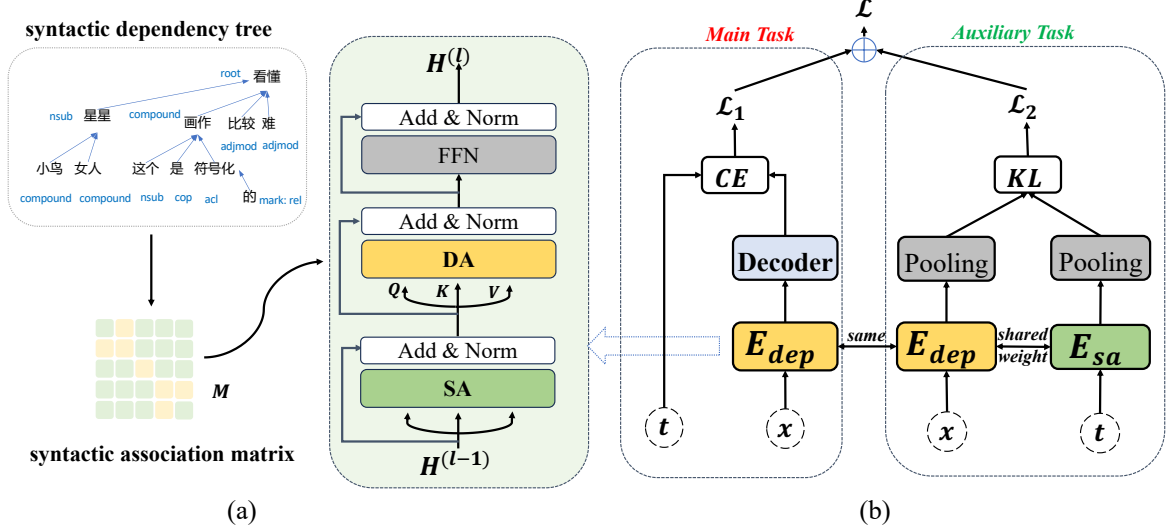 syntactic dependency tree
root 看懂
nsub 星星 compound 画作 比较 难
adjmod adjmod
小鸟 女人 这个 是 符号化
compound compound nsub cop acl 的 mark: rel
M
syntactic association matrix
H^(l)
Add & Norm
FFN
Add & Norm
DA
Q K V
Add & Norm
SA
H^(l−1)
(a)
ℒ
Main Task
Auxiliary Task
ℒ1
ℒ2
CE
KL
Decoder
Pooling
Pooling
E_dep
same
E_dep
shared
weight
E_sa
t
x
x
t
(b)